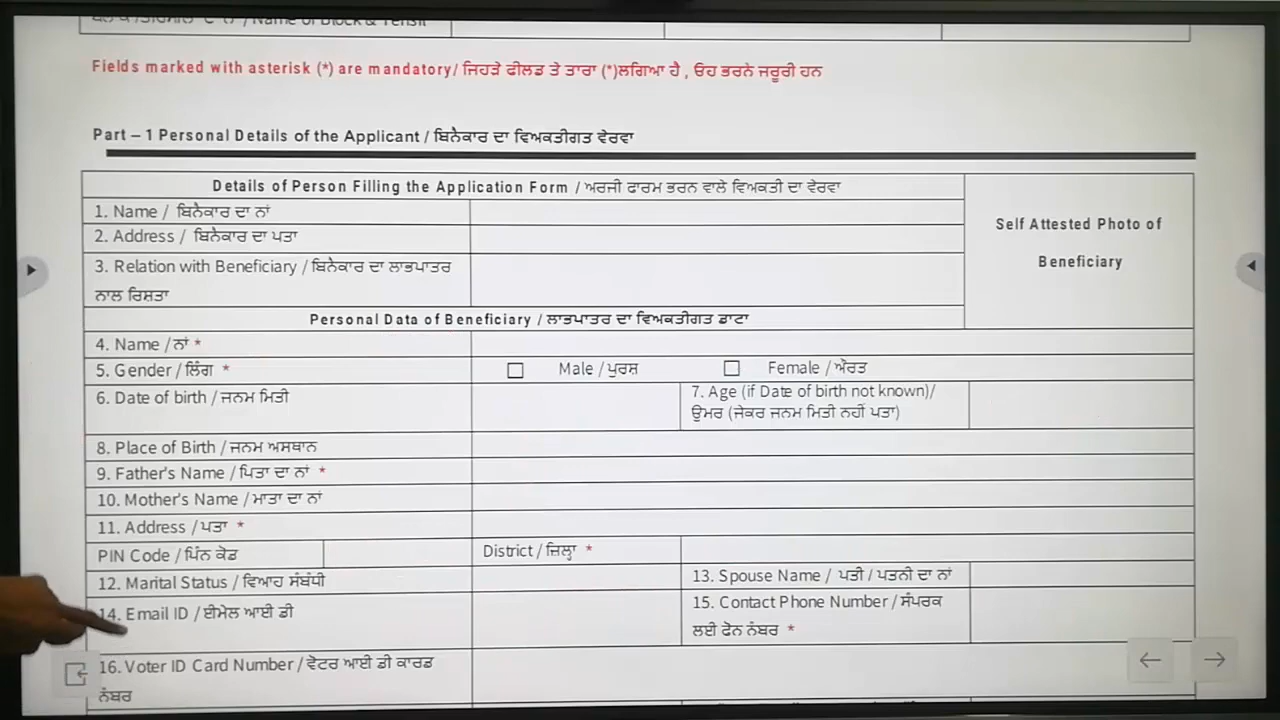 / Name of Block & Tehsil
Fields marked with asterisk (*) are mandatory/ ਜਿਹੜੇ ਫੀਲਡ ਤੇ ਤਾਰਾ (*)ਲਗਿਆ ਹੈ , ਓਹ ਭਰਨੇ ਜਰੂਰੀ ਹਨ
Part – 1 Personal Details of the Applicant / ਬਿਨੈਕਾਰ ਦਾ ਵਿਅਕਤੀਗਤ ਵੇਰਵਾ
Details of Person Filling the Application Form / ਅਰਜੀ ਫਾਰਮ ਭਰਨ ਵਾਲੇ ਵਿਅਕਤੀ ਦਾ ਵੇਰਵਾ
Self Attested Photo of
Beneficiary
1. Name / ਬਿਨੈਕਾਰ ਦਾ ਨਾਂ
2. Address / ਬਿਨੈਕਾਰ ਦਾ ਪਤਾ
3. Relation with Beneficiary / ਬਿਨੈਕਾਰ ਦਾ ਲਾਭਪਾਤਰ
ਨਾਲ ਰਿਸ਼ਤਾ
Personal Data of Beneficiary / ਲਾਭਪਾਤਰ ਦਾ ਵਿਅਕਤੀਗਤ ਡਾਟਾ
4. Name / ਨਾਂ *
5. Gender / ਲਿੰਗ * Male / ਪੁਰਸ਼ Female / ਔਰਤ
6. Date of birth / ਜਨਮ ਮਿਤੀ
7. Age (if Date of birth not known)/
ਉਮਰ (ਜੇਕਰ ਜਨਮ ਮਿਤੀ ਨਹੀਂ ਪਤਾ)
8. Place of Birth / ਜਨਮ ਅਸਥਾਨ
9. Father's Name / ਪਿਤਾ ਦਾ ਨਾਂ *
10. Mother's Name / ਮਾਤਾ ਦਾ ਨਾਂ
11. Address / ਪਤਾ *
PIN Code / ਪਿੰਨ ਕੋਡ District / ਜ਼ਿਲ੍ਹਾ *
12. Marital Status / ਵਿਆਹ ਸੰਬੰਧੀ 13. Spouse Name / ਪਤੀ / ਪਤਨੀ ਦਾ ਨਾਂ
14. Email ID / ਈਮੇਲ ਆਈ ਡੀ
15. Contact Phone Number / ਸੰਪਰਕ
ਲਈ ਫੋਨ ਨੰਬਰ *
16. Voter ID Card Number / ਵੋਟਰ ਆਈ ਡੀ ਕਾਰਡ
ਨੰਬਰ